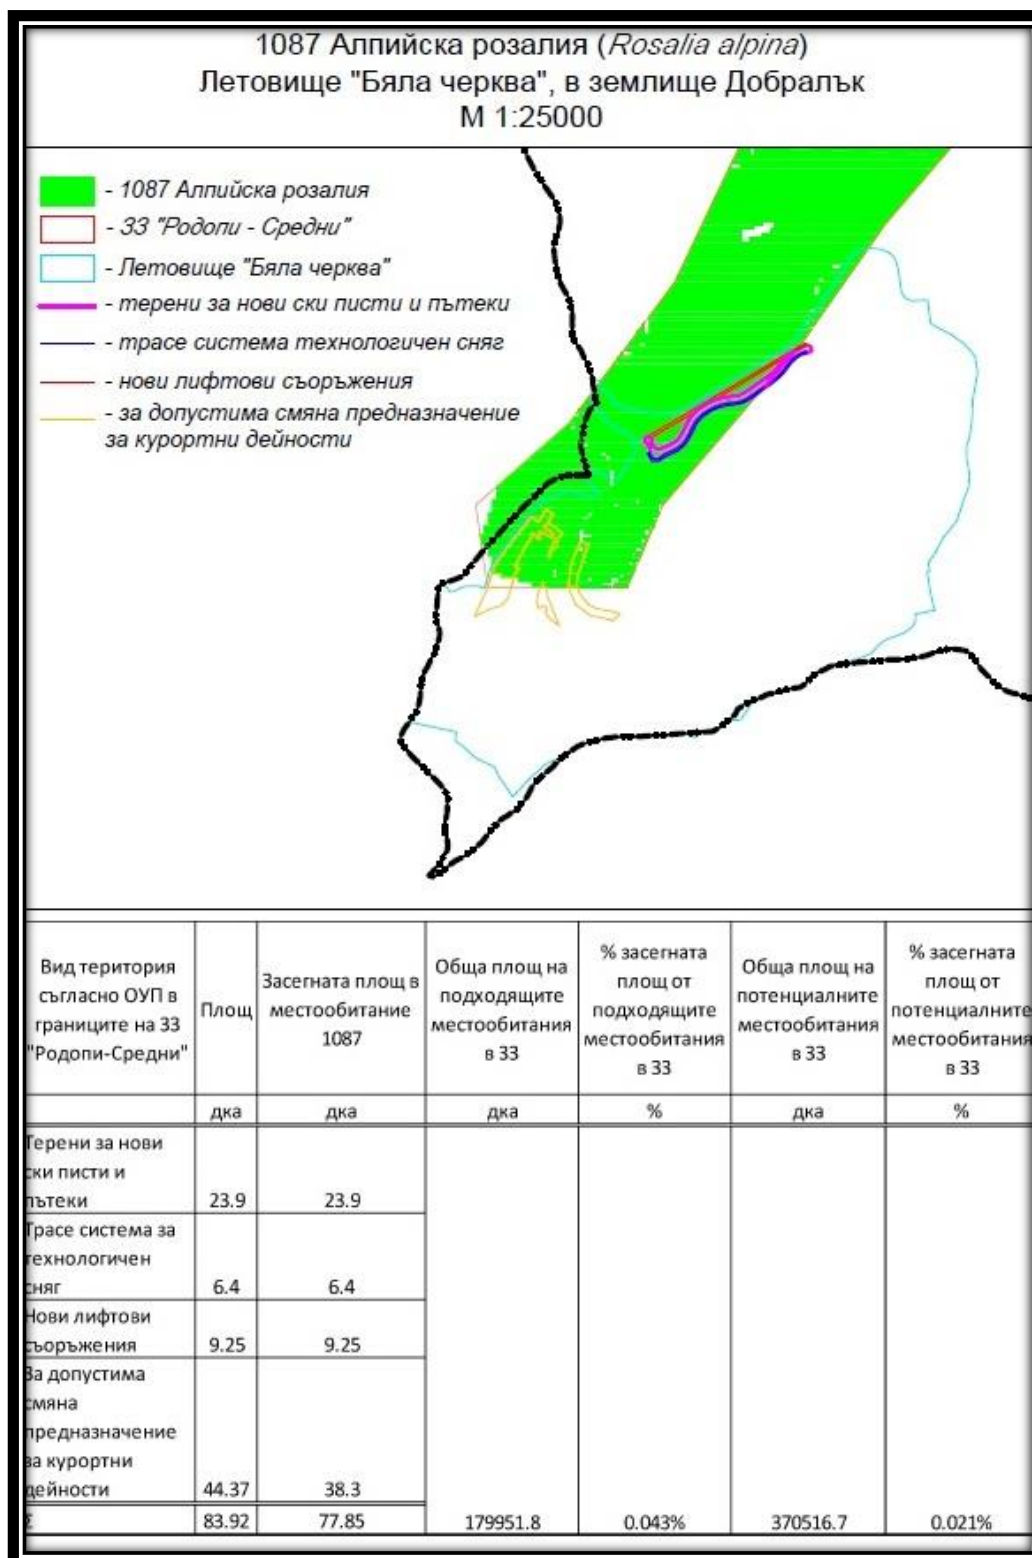 1087 Алпийска розалия (Rosalia alpina)
Летовище "Бяла черква", в землище Добралък
М 1:25000
- 1087 Алпийска розалия
- ЗЗ "Родопи - Средни"
- Летовище "Бяла черква"
- терени за нови ски писти и пътеки
- трасе система технологичен сняг
- нови лифтови съоръжения
- за допустима смяна предназначение
за курортни дейности
Вид територия
съгласно ОУП в
границите на ЗЗ
"Родопи-Средни"
Площ
Засегната площ в
местообитание
1087
Обща площ на
подходящите
местообитания
в ЗЗ
% засегната
площ от
подходящите
местообитания
в ЗЗ
Обща площ на
потенциалните
местообитания
в ЗЗ
% засегната
площ от
потенциалните
местообитания
в ЗЗ
дка дка дка % дка %
Терени за нови
ски писти и
пътеки 23.9 23.9
Трасе система за
технологичен
сняг 6.4 6.4
Нови лифтови
съоръжения 9.25 9.25
За допустима
смяна
предназначение
за курортни
дейности 44.37 38.3
Σ 83.92 77.85 179951.8 0.043% 370516.7 0.021%